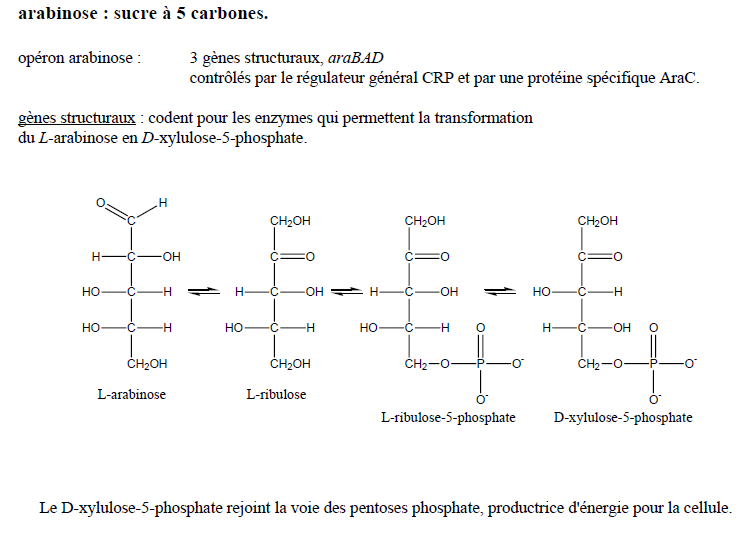 arabinose : sucre à 5 carbones.
opéron arabinose : 3 gènes structuraux, araBAD
contrôlés par le régulateur général CRP et par une protéine spécifique AraC.
gènes structuraux : codent pour les enzymes qui permettent la transformation
du L-arabinose en D-xylulose-5-phosphate.
O H
C CH₂OH CH₂OH CH₂OH
H C OH C O C O C O
HO C H H C OH H C OH HO C H
HO C H HO C H HO C H O H C OH O
CH₂OH CH₂OH CH₂ O P O⁻ CH₂ O P O⁻
O⁻ O⁻
L-arabinose L-ribulose
L-ribulose-5-phosphate D-xylulose-5-phosphate
Le D-xylulose-5-phosphate rejoint la voie des pentoses phosphate, productrice d'énergie pour la cellule.